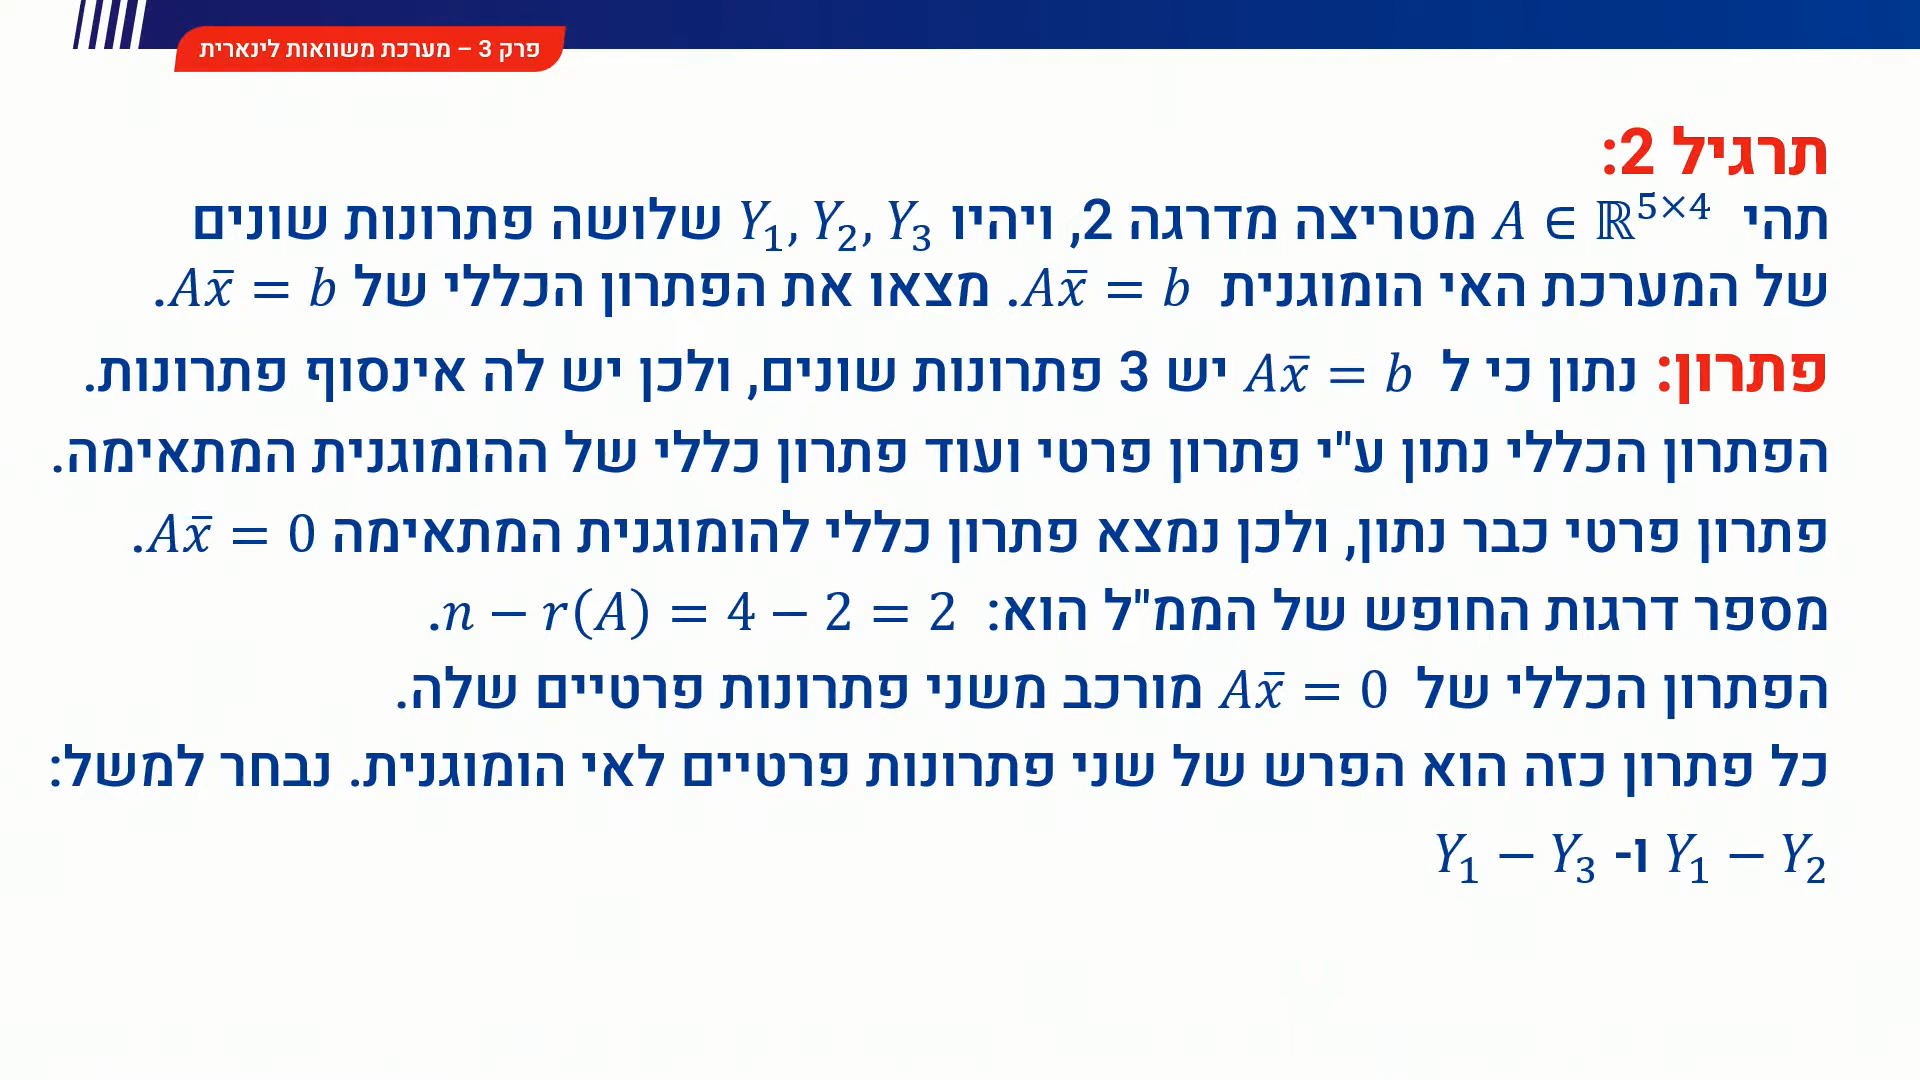 פרק 3 – מערכת משוואות לינארית
תרגיל 2:
תהי A ∈ ℝ^{5×4} מטריצה מדרגה 2, ויהיו Y₁, Y₂, Y₃ שלושה פתרונות שונים
של המערכת האי הומוגנית Ax̄ = b. מצאו את הפתרון הכללי של Ax̄ = b.
פתרון: נתון כי ל Ax̄ = b יש 3 פתרונות שונים, ולכן יש לה אינסוף פתרונות.
הפתרון הכללי נתון ע"י פתרון פרטי ועוד פתרון כללי של ההומוגנית המתאימה.
פתרון פרטי כבר נתון, ולכן נמצא פתרון כללי להומוגנית המתאימה Ax̄ = 0.
מספר דרגות החופש של הממ"ל הוא: n − r(A) = 4 − 2 = 2.
הפתרון הכללי של Ax̄ = 0 מורכב משני פתרונות פרטיים שלה.
כל פתרון כזה הוא הפרש של שני פתרונות פרטיים לאי הומוגנית. נבחר למשל:
Y₁ − Y₂ ו- Y₁ − Y₃